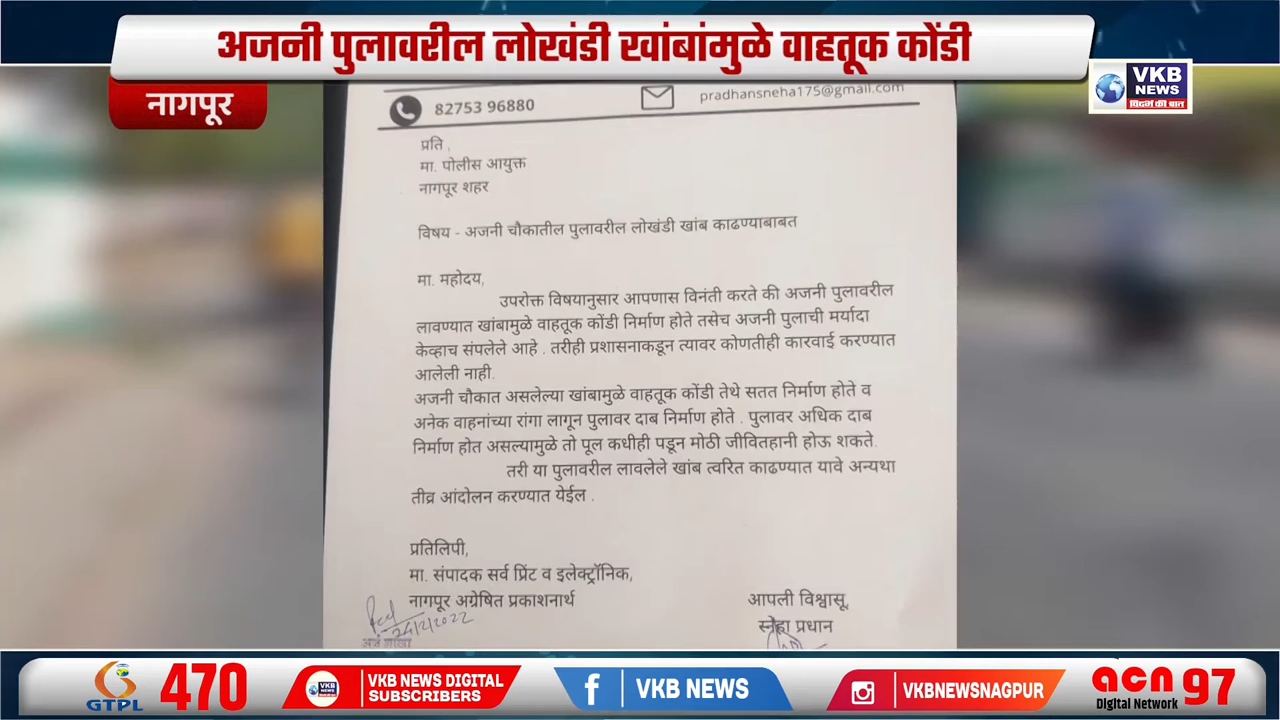 अजनी पुलावरील लोखंडी खांबांमुळे वाहतूक कोंडी
नागपूर
VKB
NEWS
विदर्भ की बात
82753 96880
pradhansneha175@gmail.com
प्रति ,
मा. पोलीस आयुक्त
नागपूर शहर
विषय - अजनी चौकातील पुलावरील लोखंडी खांब काढण्याबाबत
मा. महोदय,
उपरोक्त विषयानुसार आपणास विनंती करते की अजनी पुलावरील
लावण्यात खांबामुळे वाहतूक कोंडी निर्माण होते तसेच अजनी पुलाची मर्यादा
केव्हाच संपलेले आहे . तरीही प्रशासनाकडून त्यावर कोणतीही कारवाई करण्यात
आलेली नाही.
अजनी चौकात असलेल्या खांबामुळे वाहतूक कोंडी तेथे सतत निर्माण होते व
अनेक वाहनांच्या रांगा लागून पुलावर दाब निर्माण होते . पुलावर अधिक दाब
निर्माण होत असल्यामुळे तो पूल कधीही पडून मोठी जीवितहानी होऊ शकते.
तरी या पुलावरील लावलेले खांब त्वरित काढण्यात यावे अन्यथा
तीव्र आंदोलन करण्यात येईल .
प्रतिलिपी,
मा. संपादक सर्व प्रिंट व इलेक्ट्रॉनिक,
नागपूर अग्रेषित प्रकाशनार्थ
आपली विश्वासू,
स्नेहा प्रधान
24/2/2022
GTPL
470
VKB NEWS
VKB NEWS DIGITAL
SUBSCRIBERS
VKB NEWS
VKBNEWSNAGPUR
acn 97
Digital Network